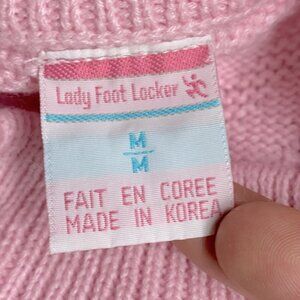 Lady Foot Locker
M
M
FAIT EN COREE
MADE IN KOREA